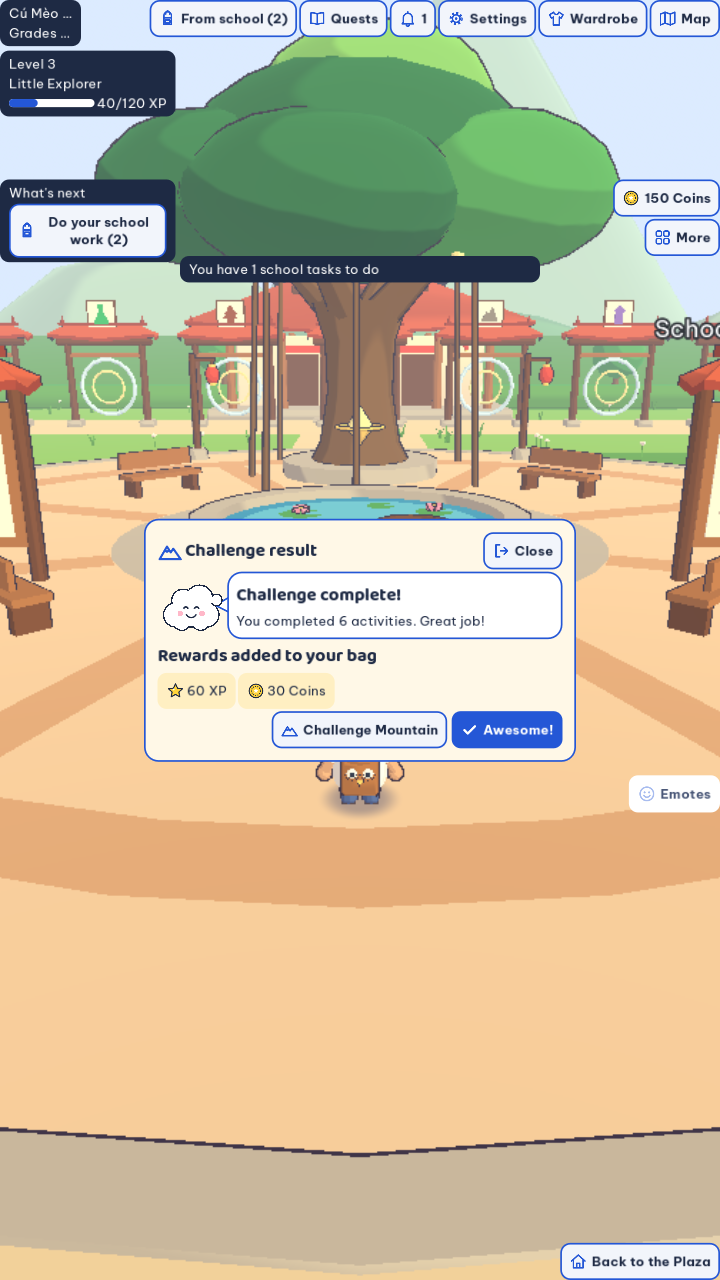 Cú Mèo ...
Grades ...
From school (2)
Quests
1
Settings
Wardrobe
Map
Level 3
Little Explorer
40/120 XP
What's next
Do your school
work (2)
150 Coins
More
You have 1 school tasks to do
Schoo
Challenge result
Close
Challenge complete!
You completed 6 activities. Great job!
Rewards added to your bag
60 XP
30 Coins
Challenge Mountain
Awesome!
Emotes
Back to the Plaza